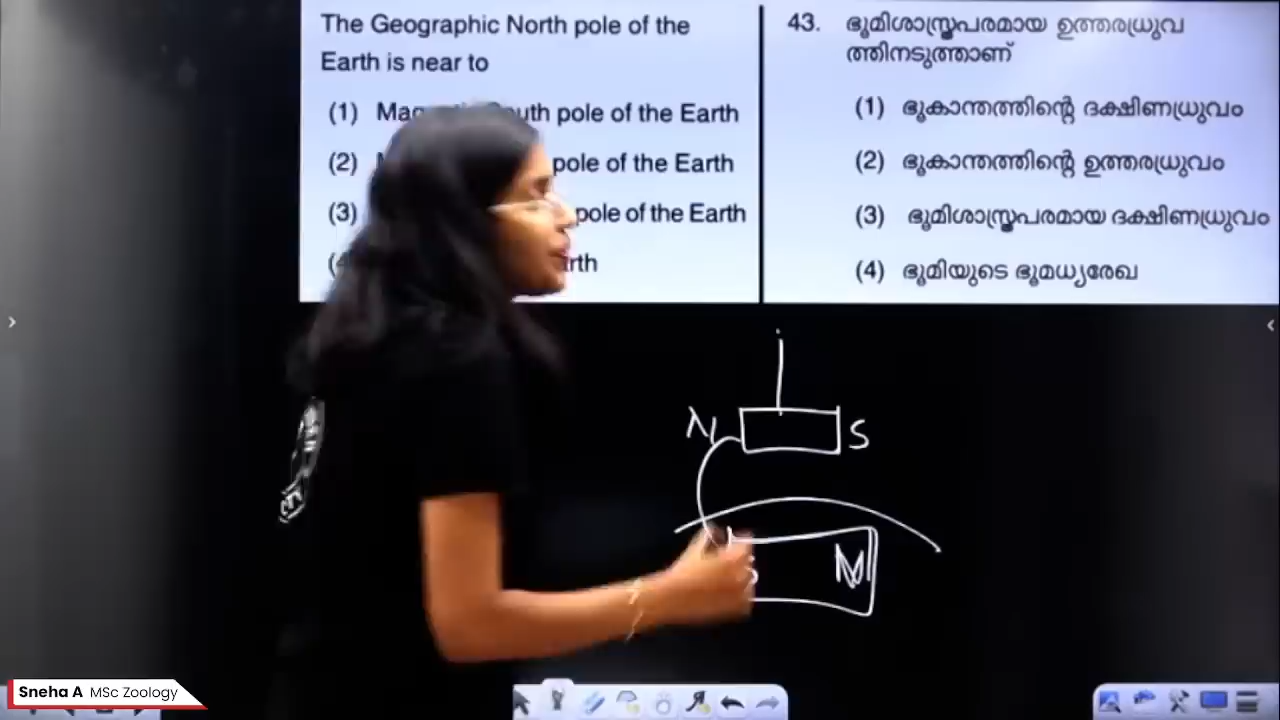 The Geographic North pole of the
Earth is near to
(1) South pole of the Earth
(2) pole of the Earth
(3) pole of the Earth
43. ഭൂമിശാസ്ത്രപരമായ ഉത്തരധ്രുവ
ത്തിനടുത്താണ്
(1) ഭൂകാന്തത്തിന്റെ ദക്ഷിണധ്രുവം
(2) ഭൂകാന്തത്തിന്റെ ഉത്തരധ്രുവം
(3) ഭൂമിശാസ്ത്രപരമായ ദക്ഷിണധ്രുവം
(4) ഭൂമിയുടെ ഭൂമധ്യരേഖ
N S
N
Sneha A MSc Zoology